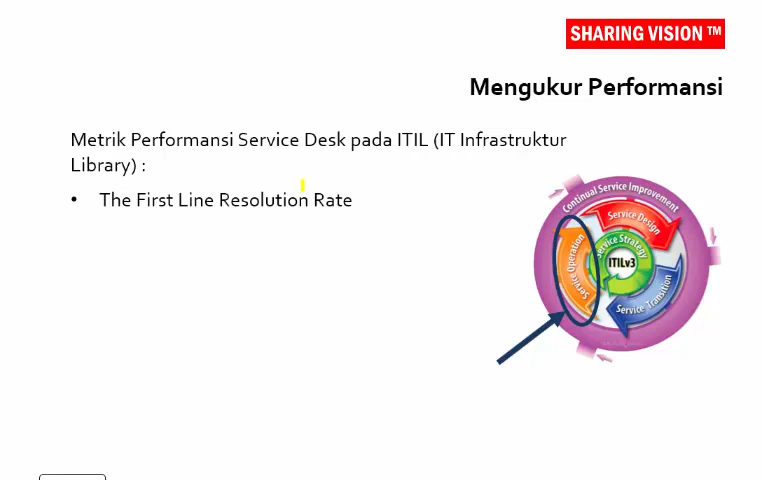 SHARING VISION ™
Mengukur Performansi
Metrik Performansi Service Desk pada ITIL (IT Infrastruktur
Library) :
• The First Line Resolution Rate
Continual Service Improvement
Service Design
Service Strategy
ITILv3
Service Operation
Service Transition